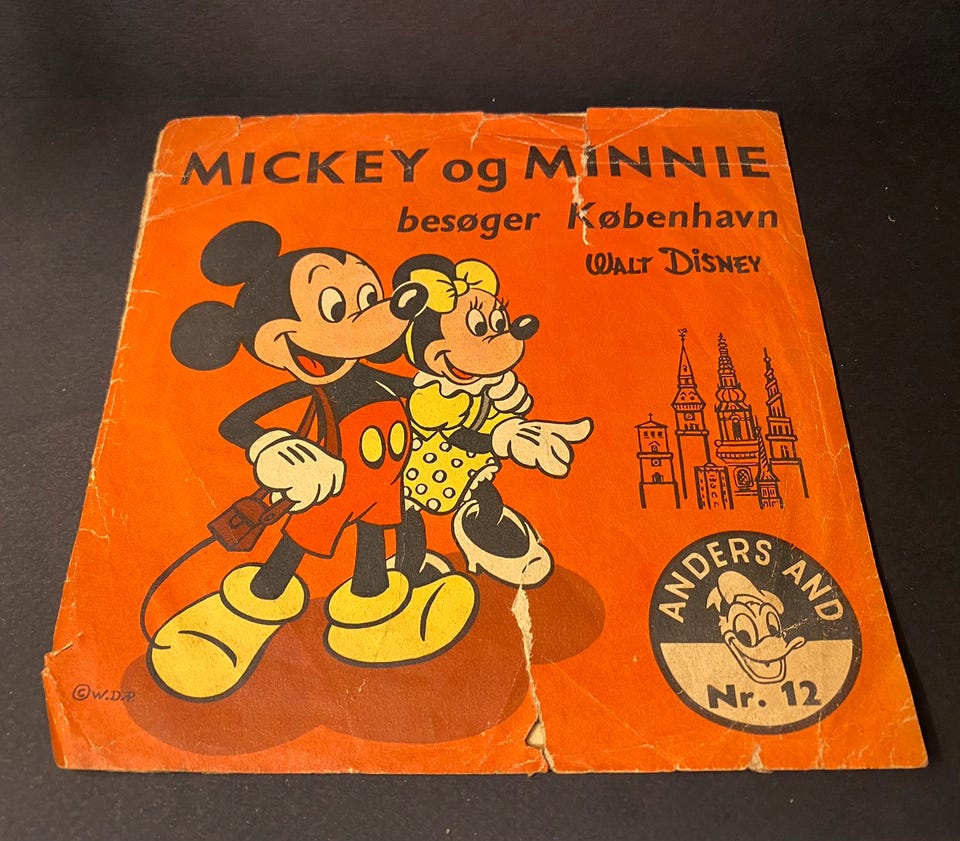 MICKEY og MINNIE
besøger København
WALT DISNEY
ANDERS AND
Nr. 12
©W.D.P.